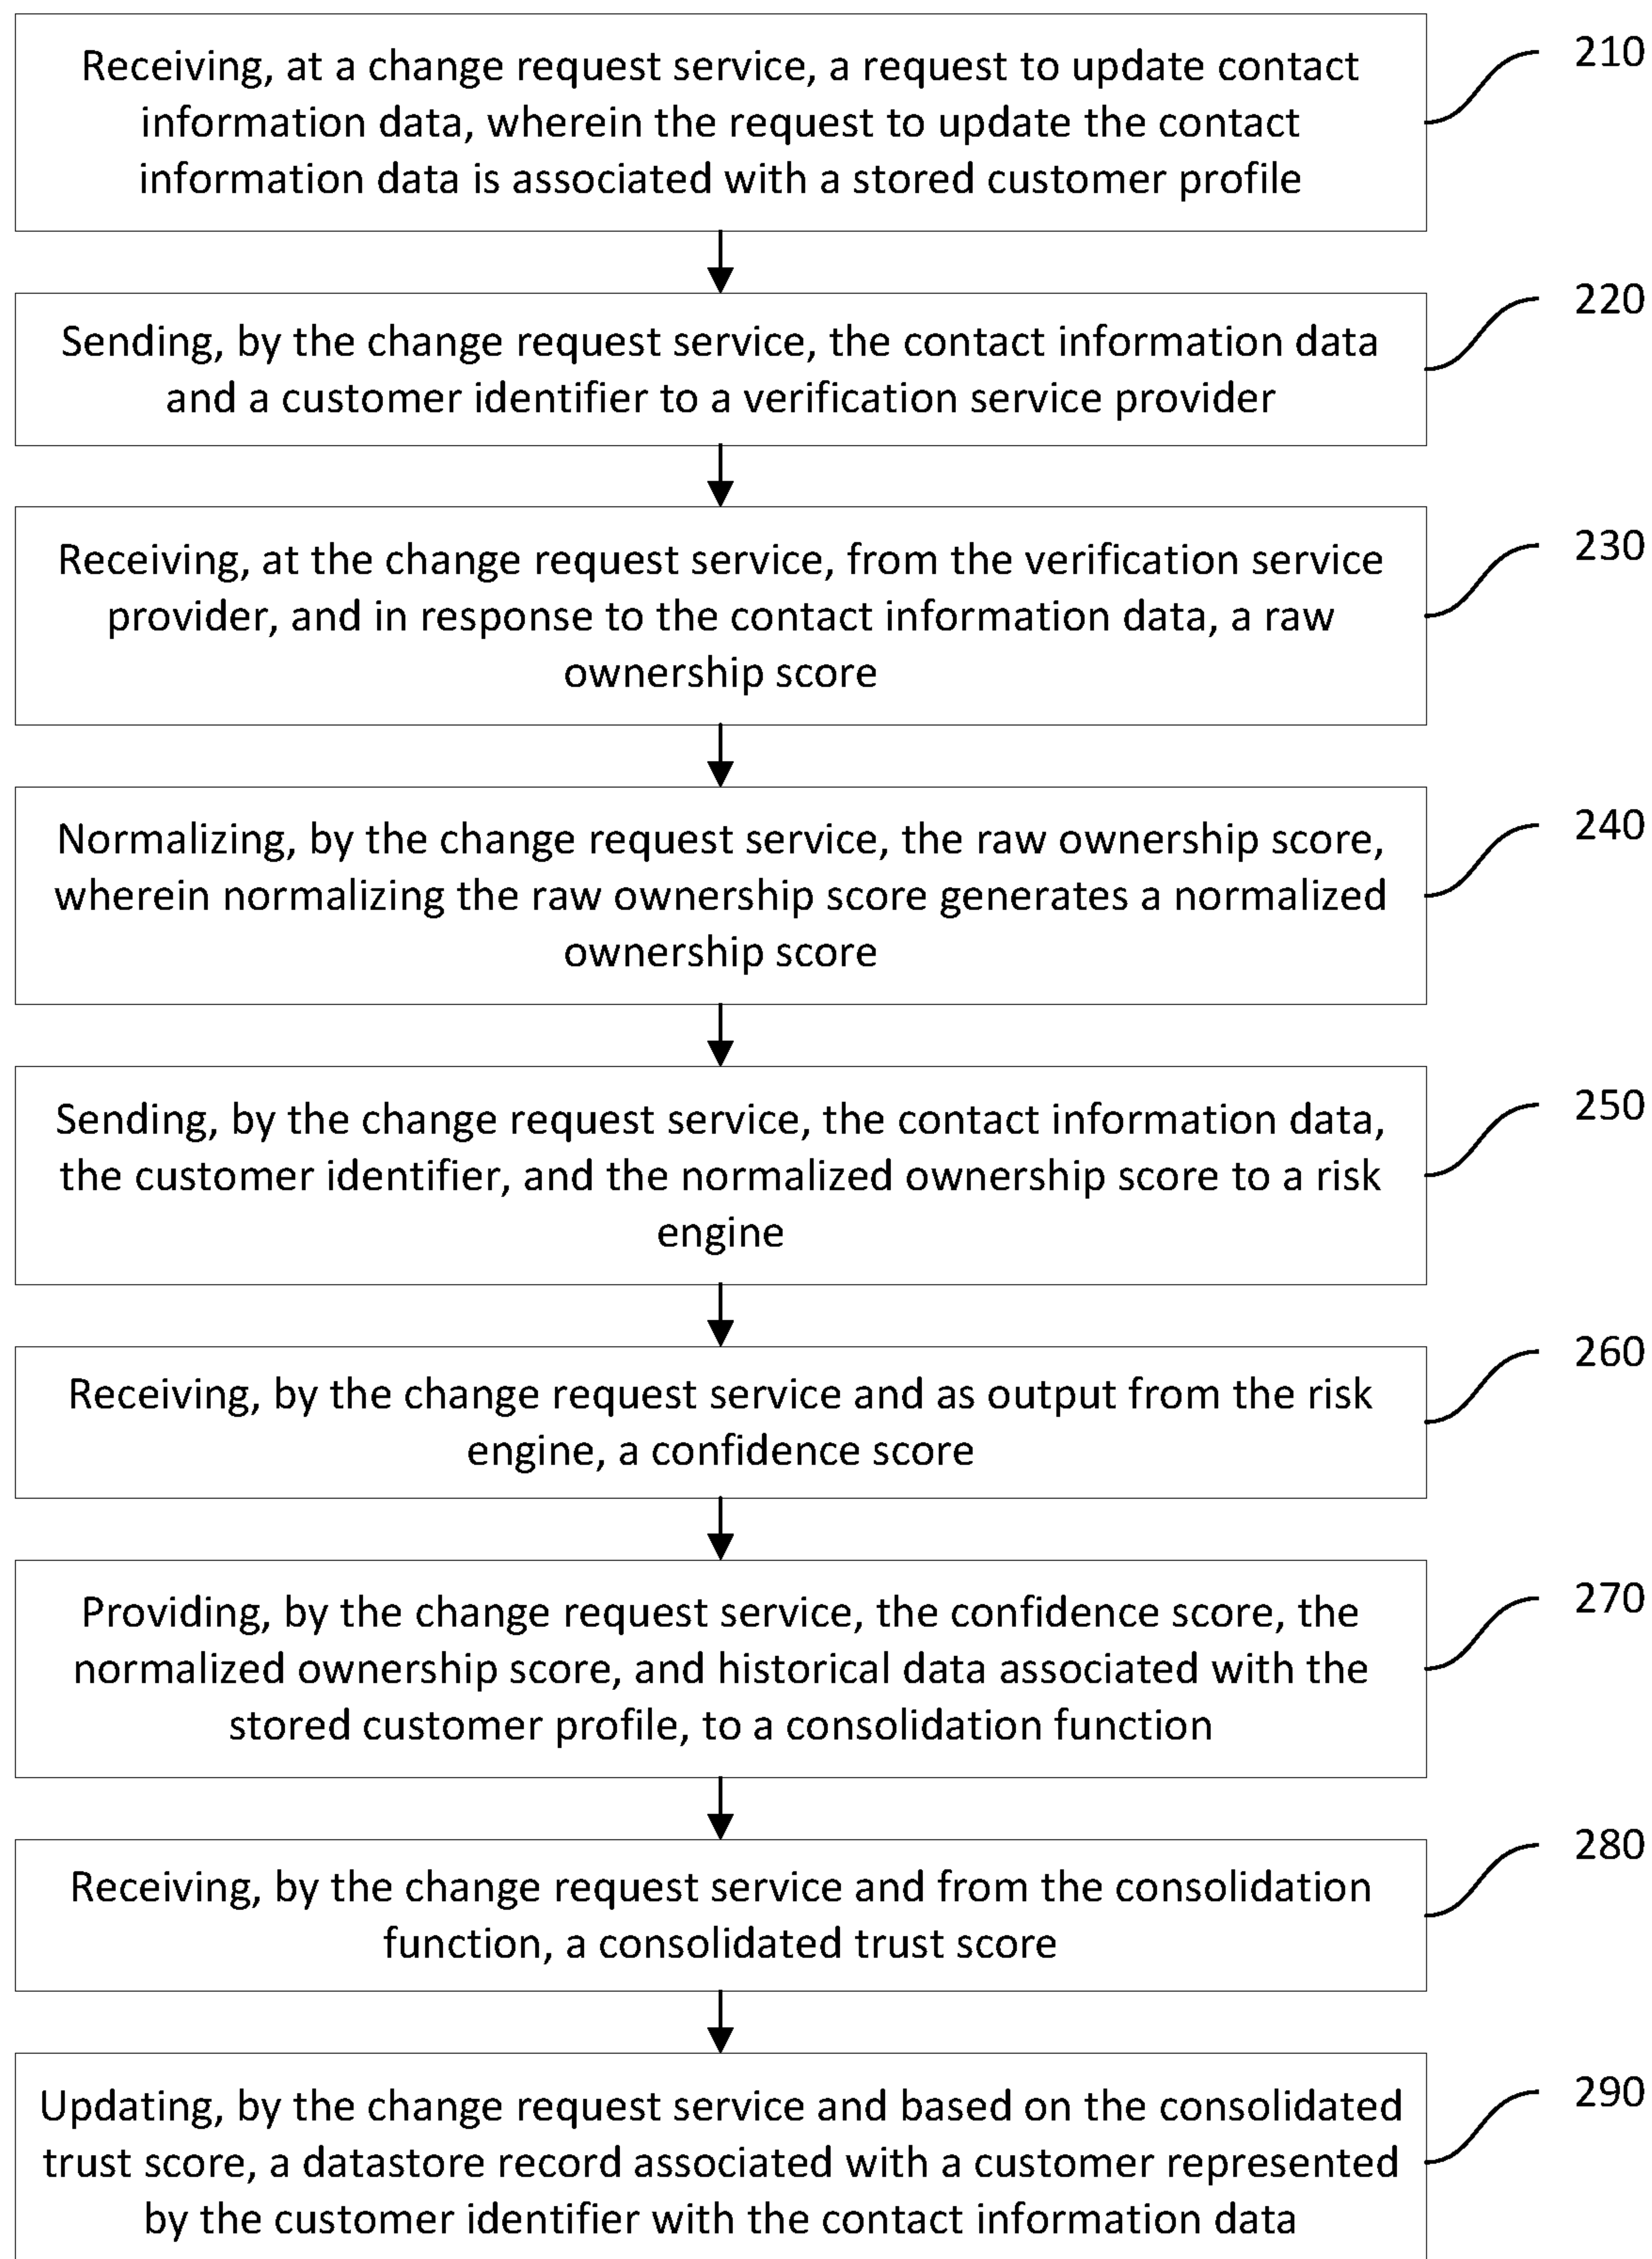 Receiving, at a change request service, a request to update contact
information data, wherein the request to update the contact
information data is associated with a stored customer profile
210
Sending, by the change request service, the contact information data
and a customer identifier to a verification service provider
220
Receiving, at the change request service, from the verification service
provider, and in response to the contact information data, a raw
ownership score
230
Normalizing, by the change request service, the raw ownership score,
wherein normalizing the raw ownership score generates a normalized
ownership score
240
Sending, by the change request service, the contact information data,
the customer identifier, and the normalized ownership score to a risk
engine
250
Receiving, by the change request service and as output from the risk
engine, a confidence score
260
Providing, by the change request service, the confidence score, the
normalized ownership score, and historical data associated with the
stored customer profile, to a consolidation function
270
Receiving, by the change request service and from the consolidation
function, a consolidated trust score
280
Updating, by the change request service and based on the consolidated
trust score, a datastore record associated with a customer represented
by the customer identifier with the contact information data
290